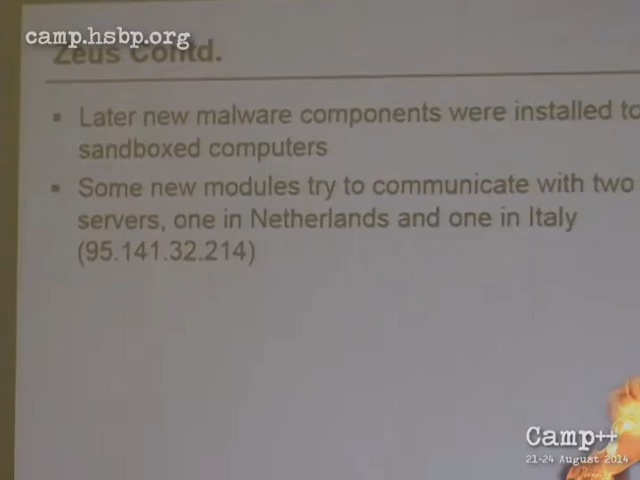 camp.hsbp.org
Zeus Contd.
Later new malware components were installed to
sandboxed computers
Some new modules try to communicate with two
servers, one in Netherlands and one in Italy
(95.141.32.214)
Camp++
21-24 August 2014